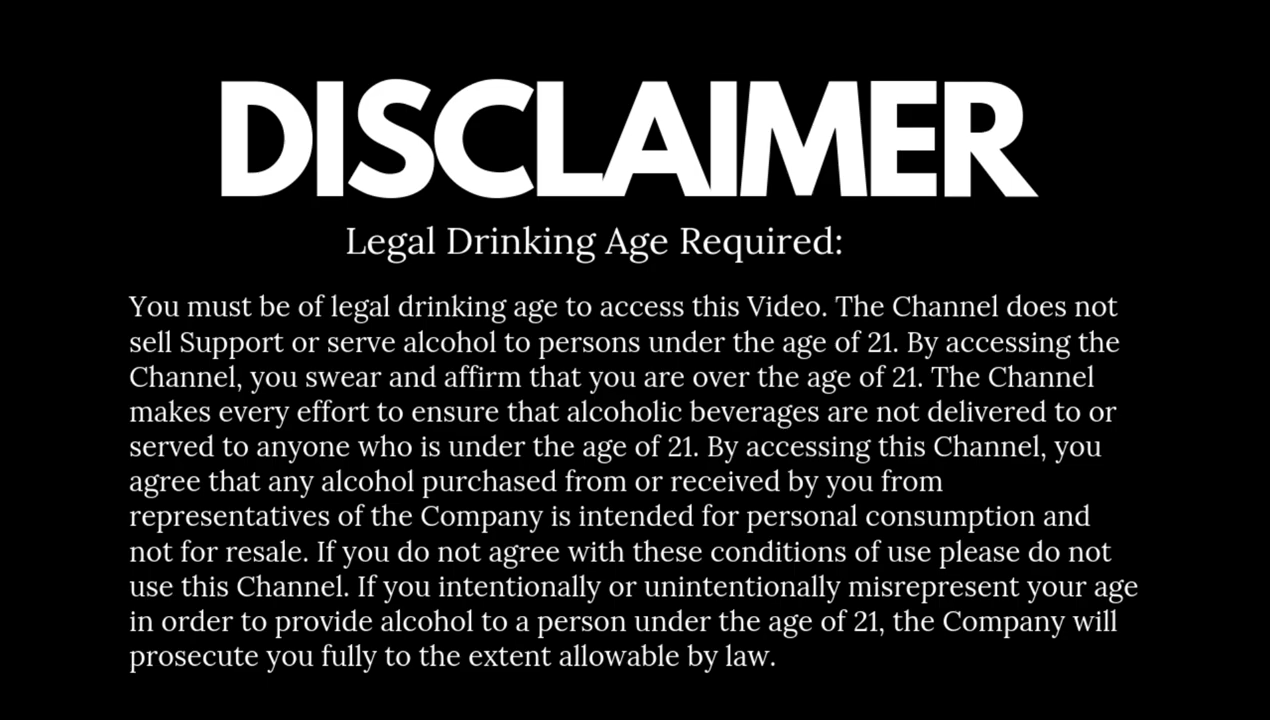 DISCLAIMER
Legal Drinking Age Required:
You must be of legal drinking age to access this Video. The Channel does not
sell Support or serve alcohol to persons under the age of 21. By accessing the
Channel, you swear and affirm that you are over the age of 21. The Channel
makes every effort to ensure that alcoholic beverages are not delivered to or
served to anyone who is under the age of 21. By accessing this Channel, you
agree that any alcohol purchased from or received by you from
representatives of the Company is intended for personal consumption and
not for resale. If you do not agree with these conditions of use please do not
use this Channel. If you intentionally or unintentionally misrepresent your age
in order to provide alcohol to a person under the age of 21, the Company will
prosecute you fully to the extent allowable by law.